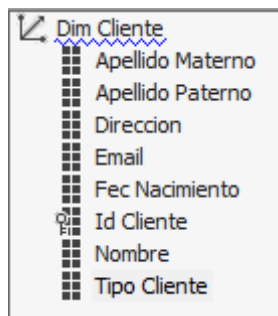 Dim Cliente
Apellido Materno
Apellido Paterno
Direccion
Email
Fec Nacimiento
Id Cliente
Nombre
Tipo Cliente